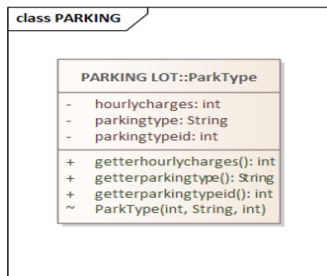 class PARKING
PARKING LOT::ParkType
- hourlycharges: int
- parkingtype: String
- parkingtypeid: int
+ getterhourlycharges(): int
+ getterparkingtype(): String
+ getterparkingtypeid(): int
~ ParkType(int, String, int)